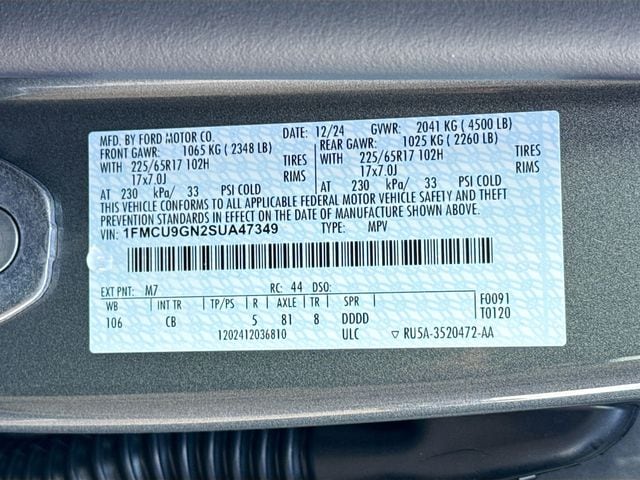 MFD. BY FORD MOTOR CO. DATE: 12/24 GVWR: 2041 KG ( 4500 LB)
FRONT GAWR: 1065 KG ( 2348 LB) REAR GAWR: 1025 KG ( 2260 LB)
WITH 225/65R17 102H TIRES WITH 225/65R17 102H TIRES
17x7.0J RIMS 17x7.0J RIMS
AT 230 kPa/ 33 PSI COLD AT 230 kPa/ 33 PSI COLD
THIS VEHICLE CONFORMS TO ALL APPLICABLE FEDERAL MOTOR VEHICLE SAFETY AND THEFT
PREVENTION STANDARDS IN EFFECT ON THE DATE OF MANUFACTURE SHOWN ABOVE.
VIN: 1FMCU9GN2SUA47349 TYPE: MPV
EXT PNT: M7 RC: 44 DSO: F0091
WB INT TR TP/PS R AXLE TR SPR T0120
106 CB 5 81 8 DDDD
1202412036810 ULC ▽ RU5A-3520472-AA